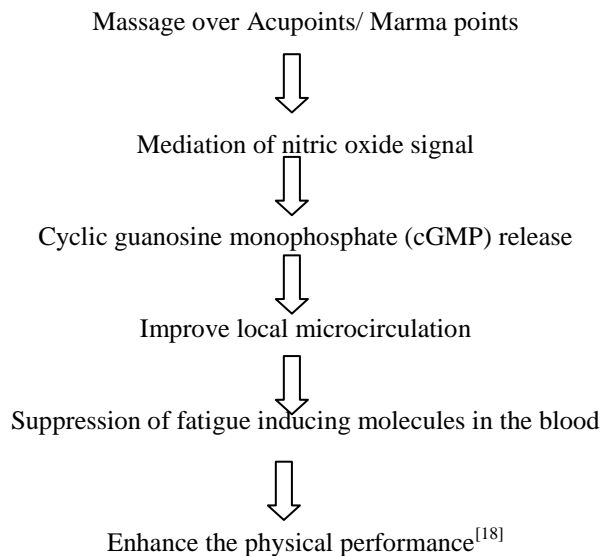 Massage over Acupoints/ Marma points
Mediation of nitric oxide signal
Cyclic guanosine monophosphate (cGMP) release
Improve local microcirculation
Suppression of fatigue inducing molecules in the blood
Enhance the physical performance[18]